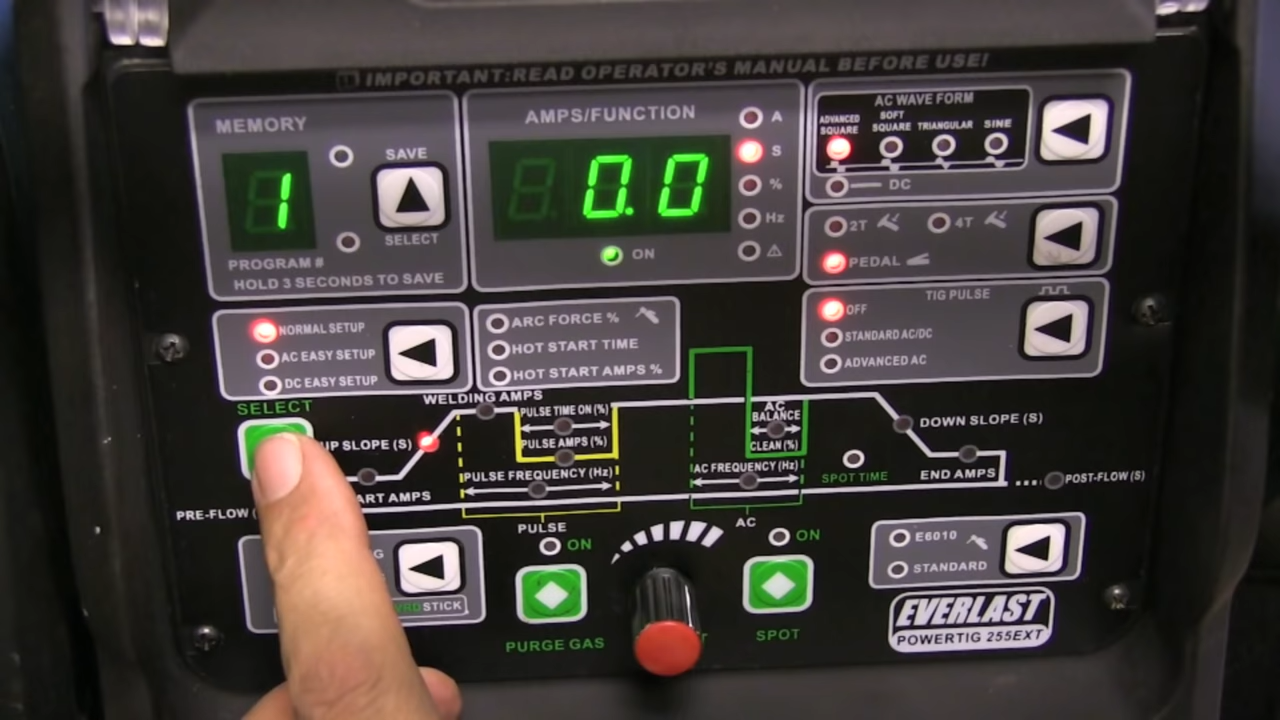 IMPORTANT:READ OPERATOR'S MANUAL BEFORE USE!
MEMORY
1
SAVE
SELECT
PROGRAM #
HOLD 3 SECONDS TO SAVE
AMPS/FUNCTION
0.0
ON
A
S
%
Hz
AC WAVE FORM
ADVANCED SQUARE
SOFT SQUARE
TRIANGULAR
SINE
DC
2T
4T
PEDAL
TIG PULSE
OFF
STANDARD AC/DC
ADVANCED AC
NORMAL SETUP
AC EASY SETUP
DC EASY SETUP
ARC FORCE %
HOT START TIME
HOT START AMPS %
SELECT
UP SLOPE (S)
WELDING AMPS
PULSE TIME ON (%)
PULSE AMPS (%)
PULSE FREQUENCY (Hz)
AC BALANCE
CLEAN (%)
AC FREQUENCY (Hz)
SPOT TIME
DOWN SLOPE (S)
END AMPS
POST-FLOW (S)
PRE-FLOW
PULSE
AC
ON
PURGE GAS
ON
SPOT
VRD STICK
E6010
STANDARD
EVERLAST
POWERTIG 255EXT